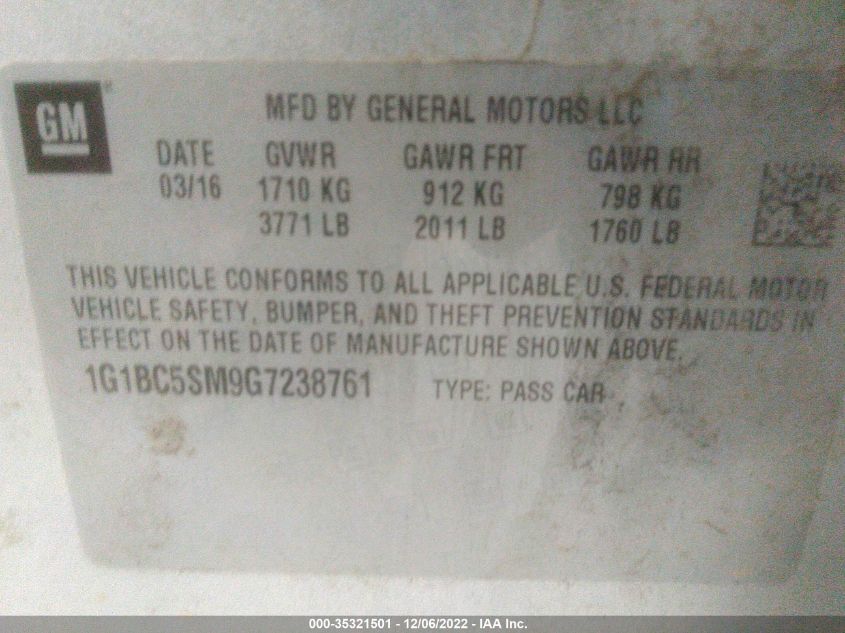 GM
MFD BY GENERAL MOTORS LLC
DATE GVWR GAWR FRT GAWR RR
03/16 1710 KG 912 KG 798 KG
3771 LB 2011 LB 1760 LB
THIS VEHICLE CONFORMS TO ALL APPLICABLE U.S. FEDERAL MOTOR
VEHICLE SAFETY, BUMPER, AND THEFT PREVENTION STANDARDS IN
EFFECT ON THE DATE OF MANUFACTURE SHOWN ABOVE.
1G1BC5SM9G7238761 TYPE: PASS CAR
000-35321501 - 12/06/2022 - IAA Inc.